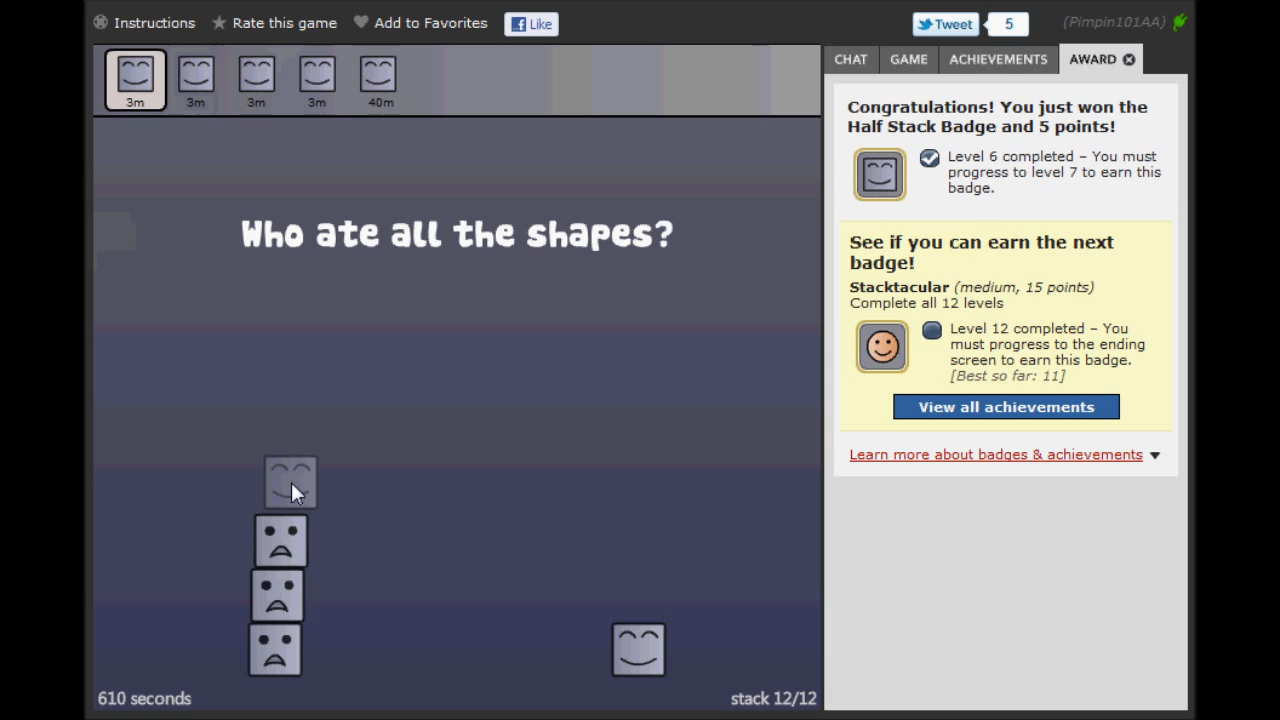 Instructions Rate this game Add to Favorites Like Tweet 5 (Pimpin101AA)
3m 3m 3m 3m 40m
Who ate all the shapes?
610 seconds stack 12/12
CHAT GAME ACHIEVEMENTS AWARD
Congratulations! You just won the
Half Stack Badge and 5 points!
Level 6 completed – You must
progress to level 7 to earn this
badge.
See if you can earn the next
badge!
Stacktacular (medium, 15 points)
Complete all 12 levels
Level 12 completed – You
must progress to the ending
screen to earn this badge.
[Best so far: 11]
View all achievements
Learn more about badges & achievements